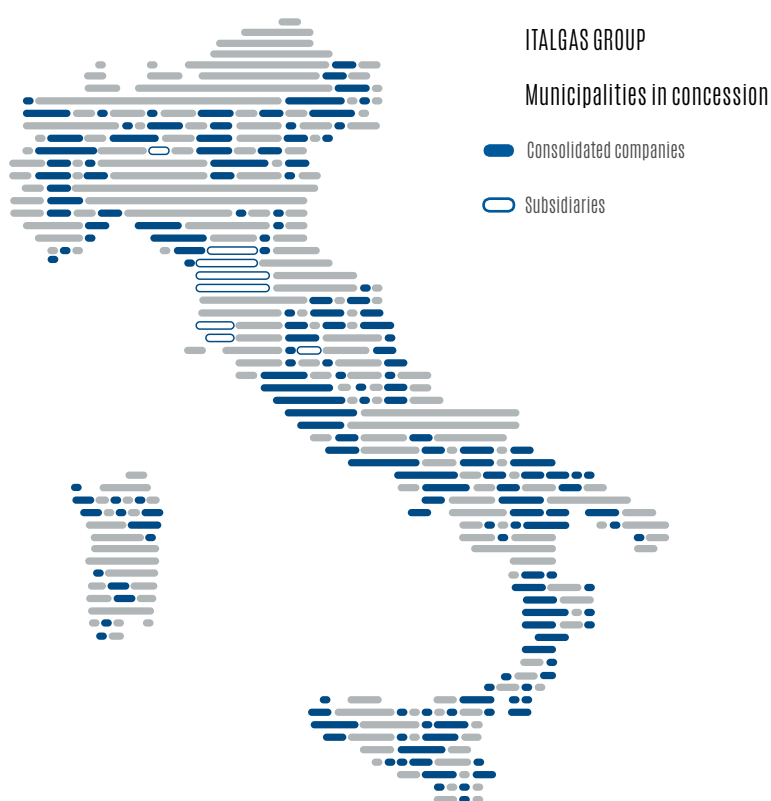 ITALGAS GROUP
Municipalities in concession
Consolidated companies
Subsidiaries